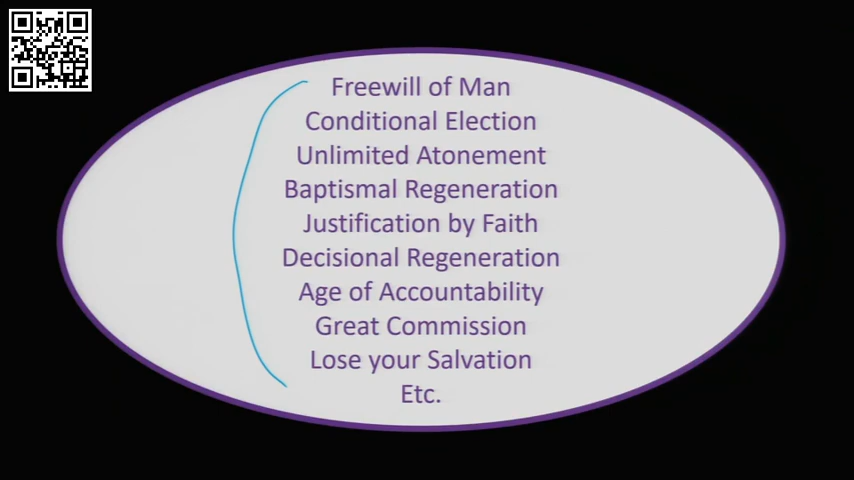 Freewill of Man
Conditional Election
Unlimited Atonement
Baptismal Regeneration
Justification by Faith
Decisional Regeneration
Age of Accountability
Great Commission
Lose your Salvation
Etc.